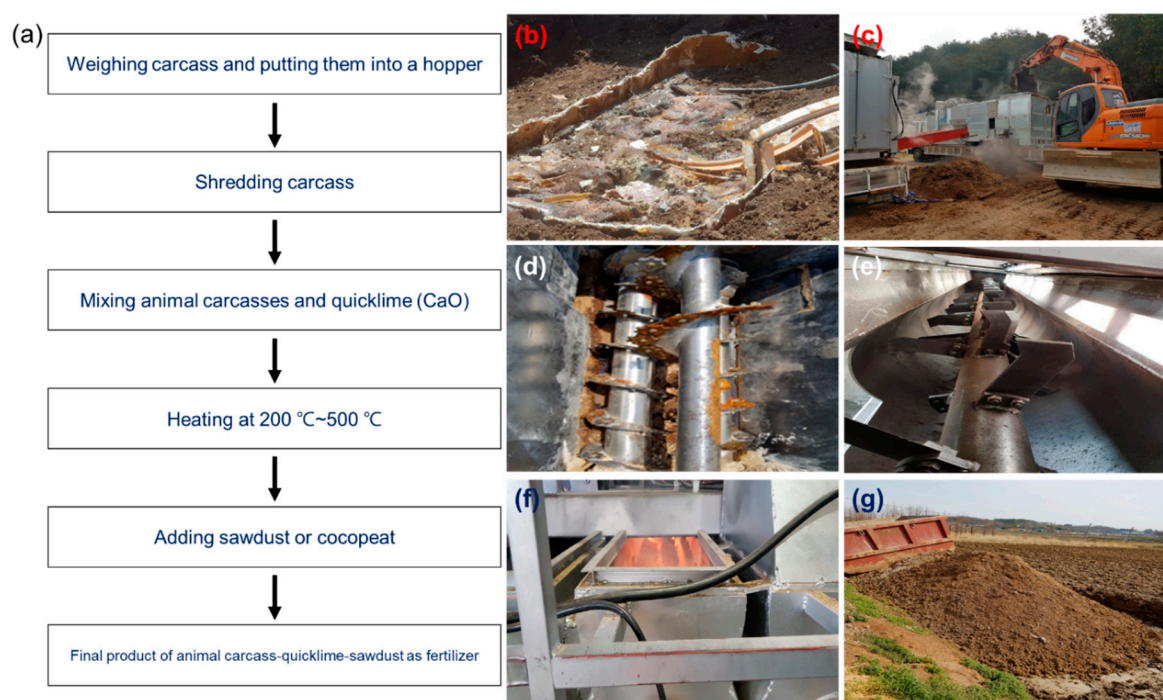 (a)
Weighing carcass and putting them into a hopper
Shredding carcass
Mixing animal carcasses and quicklime (CaO)
Heating at 200 ℃~500 ℃
Adding sawdust or cocopeat
Final product of animal carcass-quicklime-sawdust as fertilizer
(b)
(c)
(d)
(e)
(f)
(g)